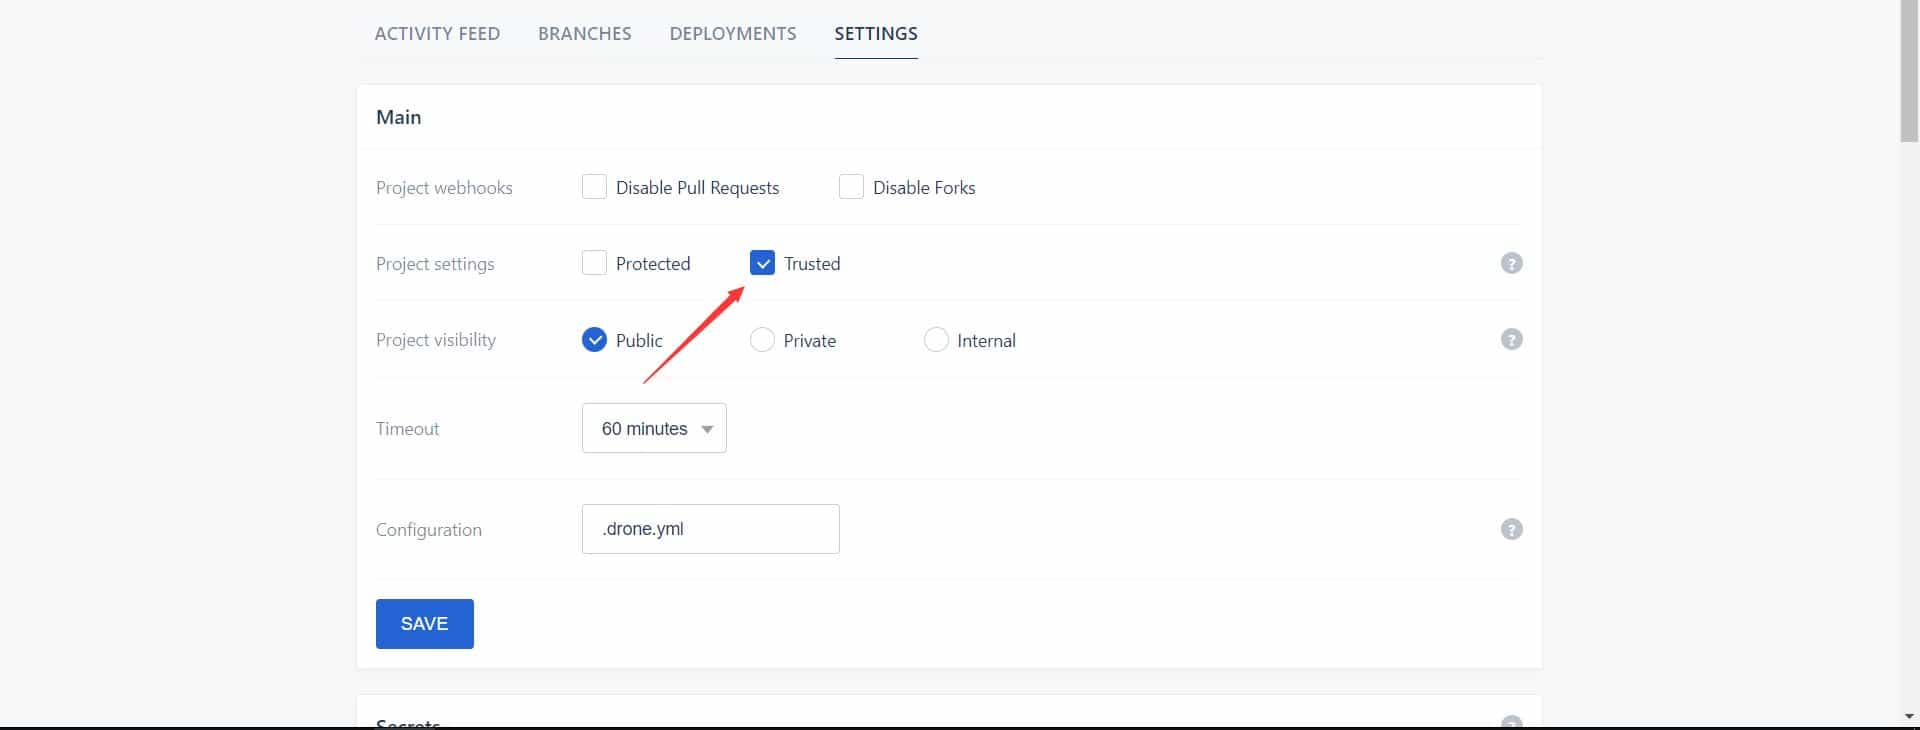 ACTIVITY FEED BRANCHES DEPLOYMENTS SETTINGS
Main
Project webhooks Disable Pull Requests Disable Forks
Project settings Protected Trusted ?
Project visibility Public Private Internal ?
Timeout 60 minutes
Configuration .drone.yml ?
SAVE
Secrets ?